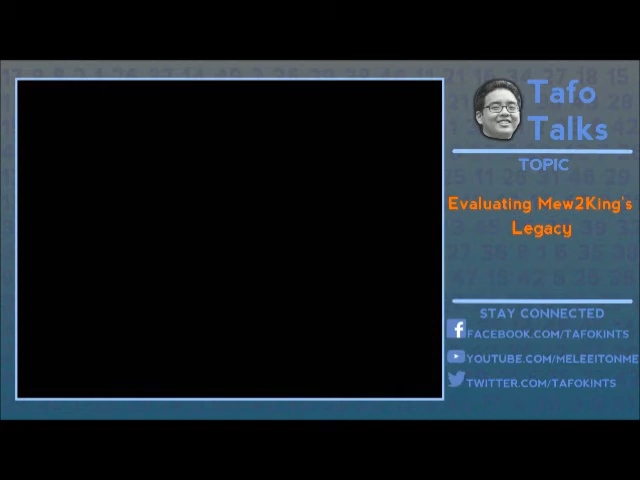 Tafo
Talks
TOPIC
Evaluating Mew2King's
Legacy
STAY CONNECTED
FACEBOOK.COM/TAFOKINTS
YOUTUBE.COM/MELEEITONME
TWITTER.COM/TAFOKINTS